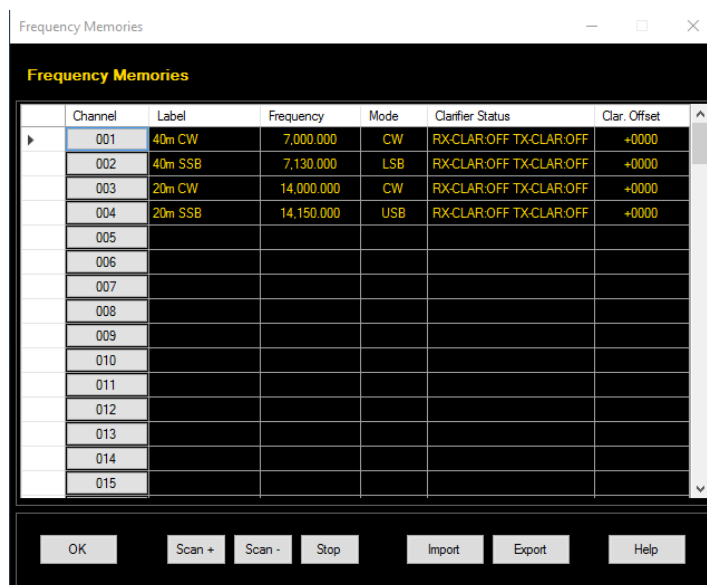 Frequency Memories
Frequency Memories
Channel Label Frequency Mode Clarifier Status Clar. Offset
001 40m CW 7,000.000 CW RX-CLAR:OFF TX-CLAR:OFF +0000
002 40m SSB 7,130.000 LSB RX-CLAR:OFF TX-CLAR:OFF +0000
003 20m CW 14,000.000 CW RX-CLAR:OFF TX-CLAR:OFF +0000
004 20m SSB 14,150.000 USB RX-CLAR:OFF TX-CLAR:OFF +0000
005
006
007
008
009
010
011
012
013
014
015
OK Scan + Scan - Stop Import Export Help